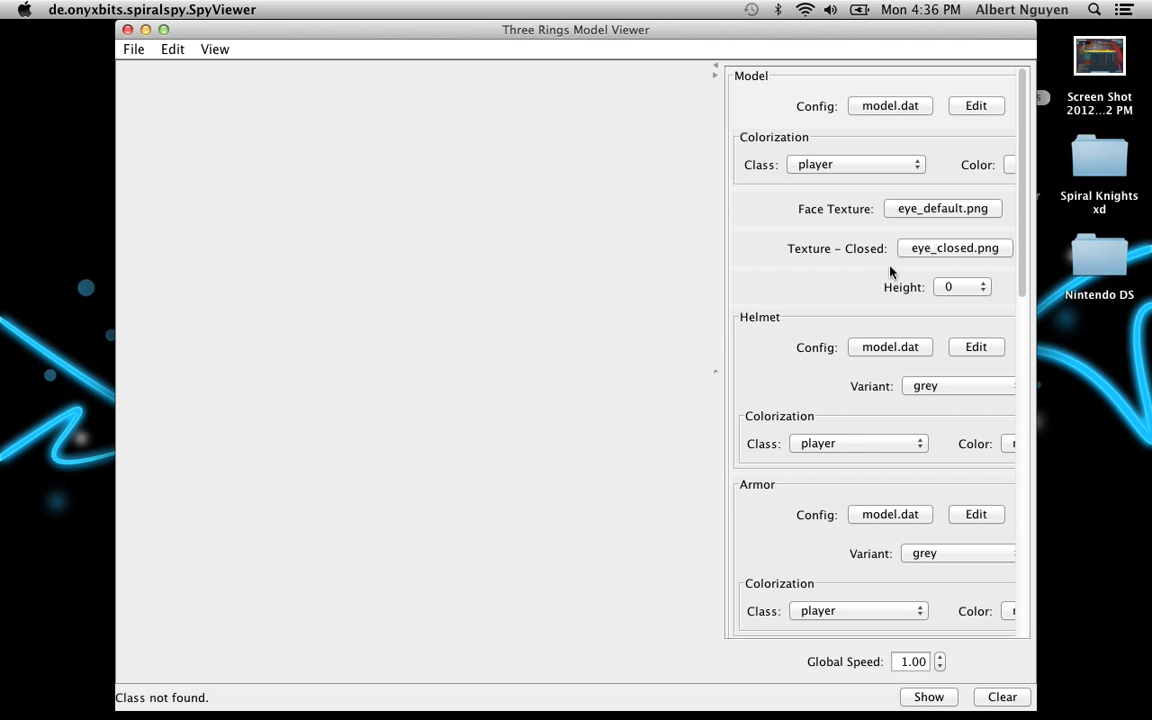 de.onyxbits.spiralspy.SpyViewer Mon 4:36 PM Albert Nguyen
Three Rings Model Viewer
File Edit View
Model
Config: model.dat Edit
Colorization
Class: player Color:
Face Texture: eye_default.png
Texture - Closed: eye_closed.png
Height: 0
Helmet
Config: model.dat Edit
Variant: grey
Colorization
Class: player Color:
Armor
Config: model.dat Edit
Variant: grey
Colorization
Class: player Color:
Global Speed: 1.00
Class not found. Show Clear
Screen Shot
2012...2 PM
Spiral Knights
xd
Nintendo DS